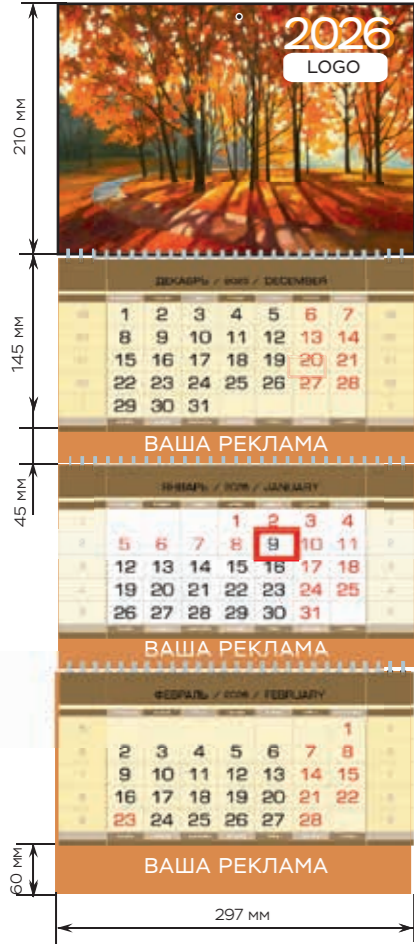 2026
LOGO
210 мм
ДЕКАБРЬ / 2025 / DECEMBER
1 2 3 4 5 6 7
8 9 10 11 12 13 14
15 16 17 18 19 20 21
22 23 24 25 26 27 28
29 30 31
145 мм
ВАША РЕКЛАМА
45 мм
ЯНВАРЬ / 2026 / JANUARY
1 2 3 4
5 6 7 8 9 10 11
12 13 14 15 16 17 18
19 20 21 22 23 24 25
26 27 28 29 30 31
ВАША РЕКЛАМА
ФЕВРАЛЬ / 2026 / FEBRUARY
1
2 3 4 5 6 7 8
9 10 11 12 13 14 15
16 17 18 19 20 21 22
23 24 25 26 27 28
ВАША РЕКЛАМА
60 мм
297 мм